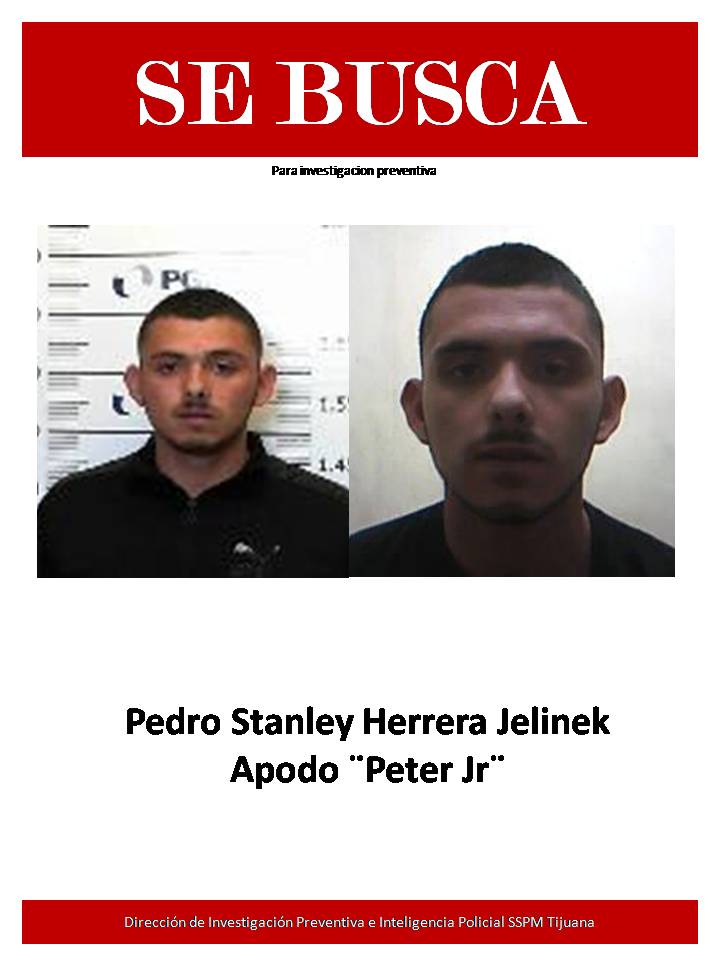 SE BUSCA
Para investigacion preventiva
PG
1.5
1.4
Pedro Stanley Herrera Jelinek
Apodo ¨Peter Jr¨
Dirección de Investigación Preventiva e Inteligencia Policial SSPM Tijuana